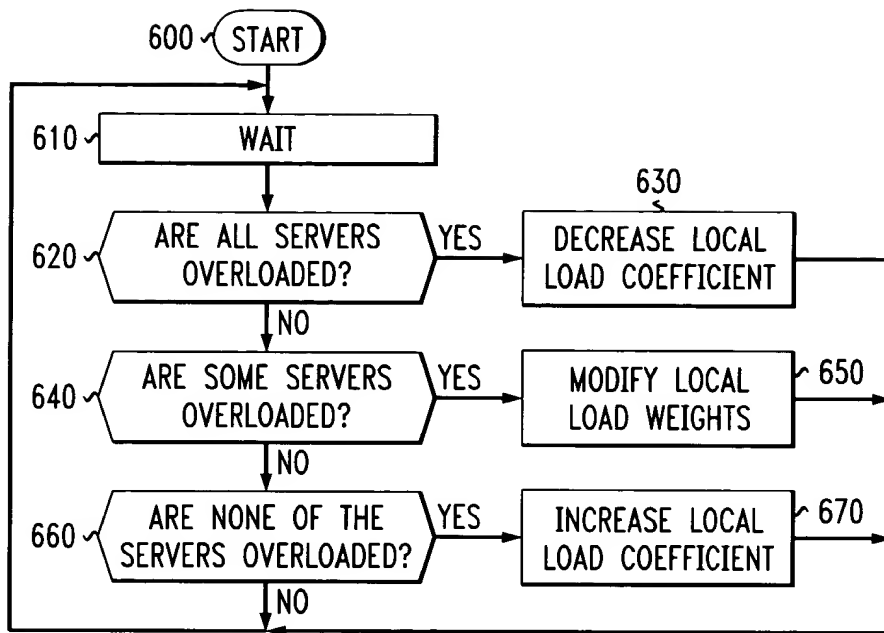 600
START
610
WAIT
620
ARE ALL SERVERS
OVERLOADED?
YES
630
DECREASE LOCAL
LOAD COEFFICIENT
NO
640
ARE SOME SERVERS
OVERLOADED?
YES
MODIFY LOCAL
LOAD WEIGHTS
650
NO
660
ARE NONE OF THE
SERVERS OVERLOADED?
YES
INCREASE LOCAL
LOAD COEFFICIENT
670
NO